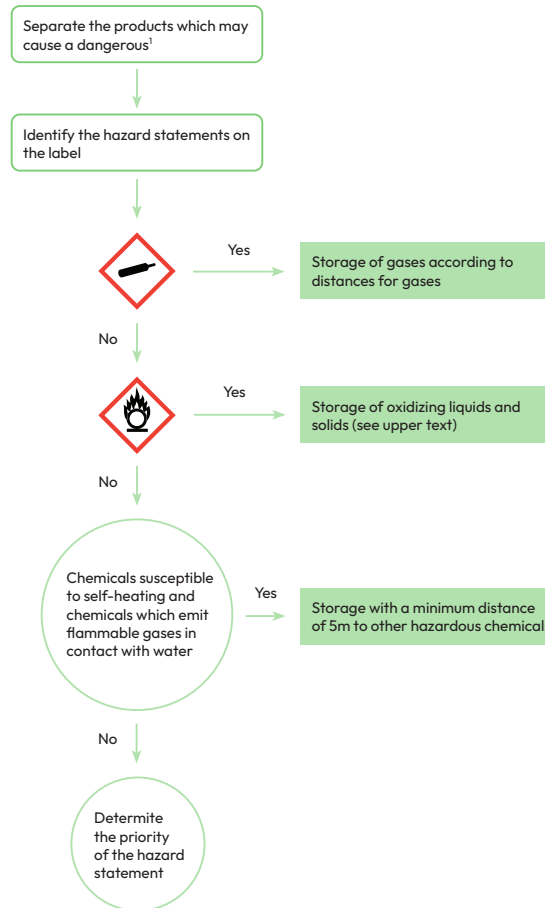 Separate the products which may
cause a dangerous¹
Identify the hazard statements on
the label
Yes
Storage of gases according to
distances for gases
No
Yes
Storage of oxidizing liquids and
solids (see upper text)
No
Chemicals susceptible
to self-heating and
chemicals which emit
flammable gases in
contact with water
Yes
Storage with a minimum distance
of 5m to other hazardous chemical
No
Determite
the priority
of the hazard
statement